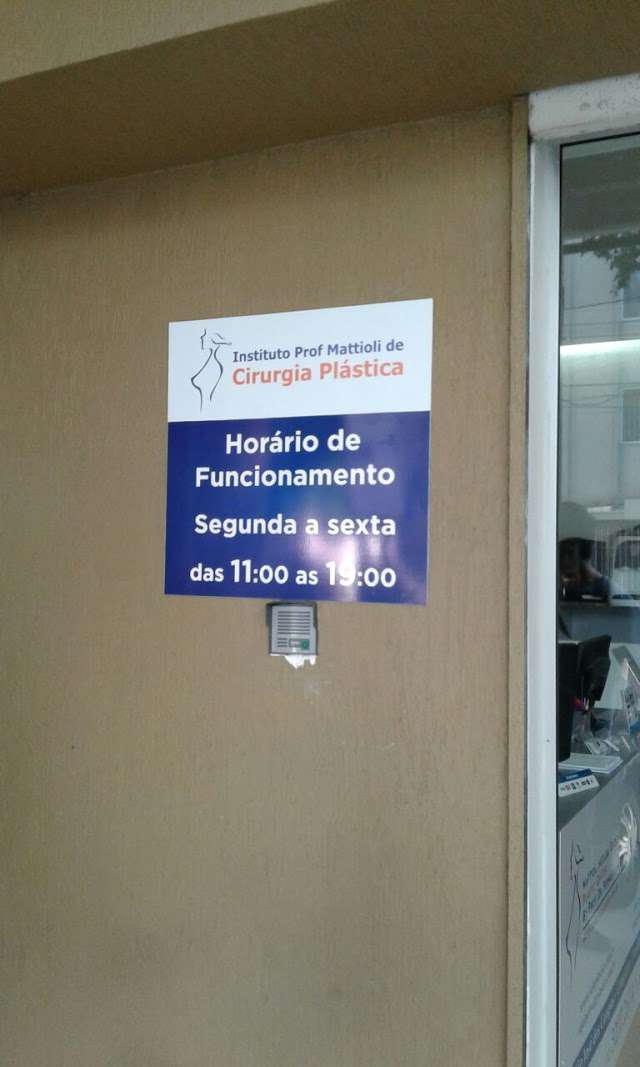 Instituto Prof Mattioli de
Cirurgia Plástica
Horário de
Funcionamento
Segunda a sexta
das 11:00 as 19:00